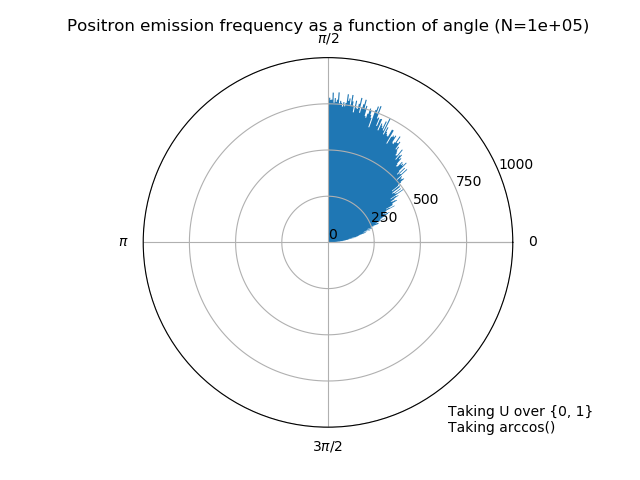 Positron emission frequency as a function of angle (N=1e+05)
π/2
1000
750
500
250
0
π
0
3π/2
Taking U over {0, 1}
Taking arccos()